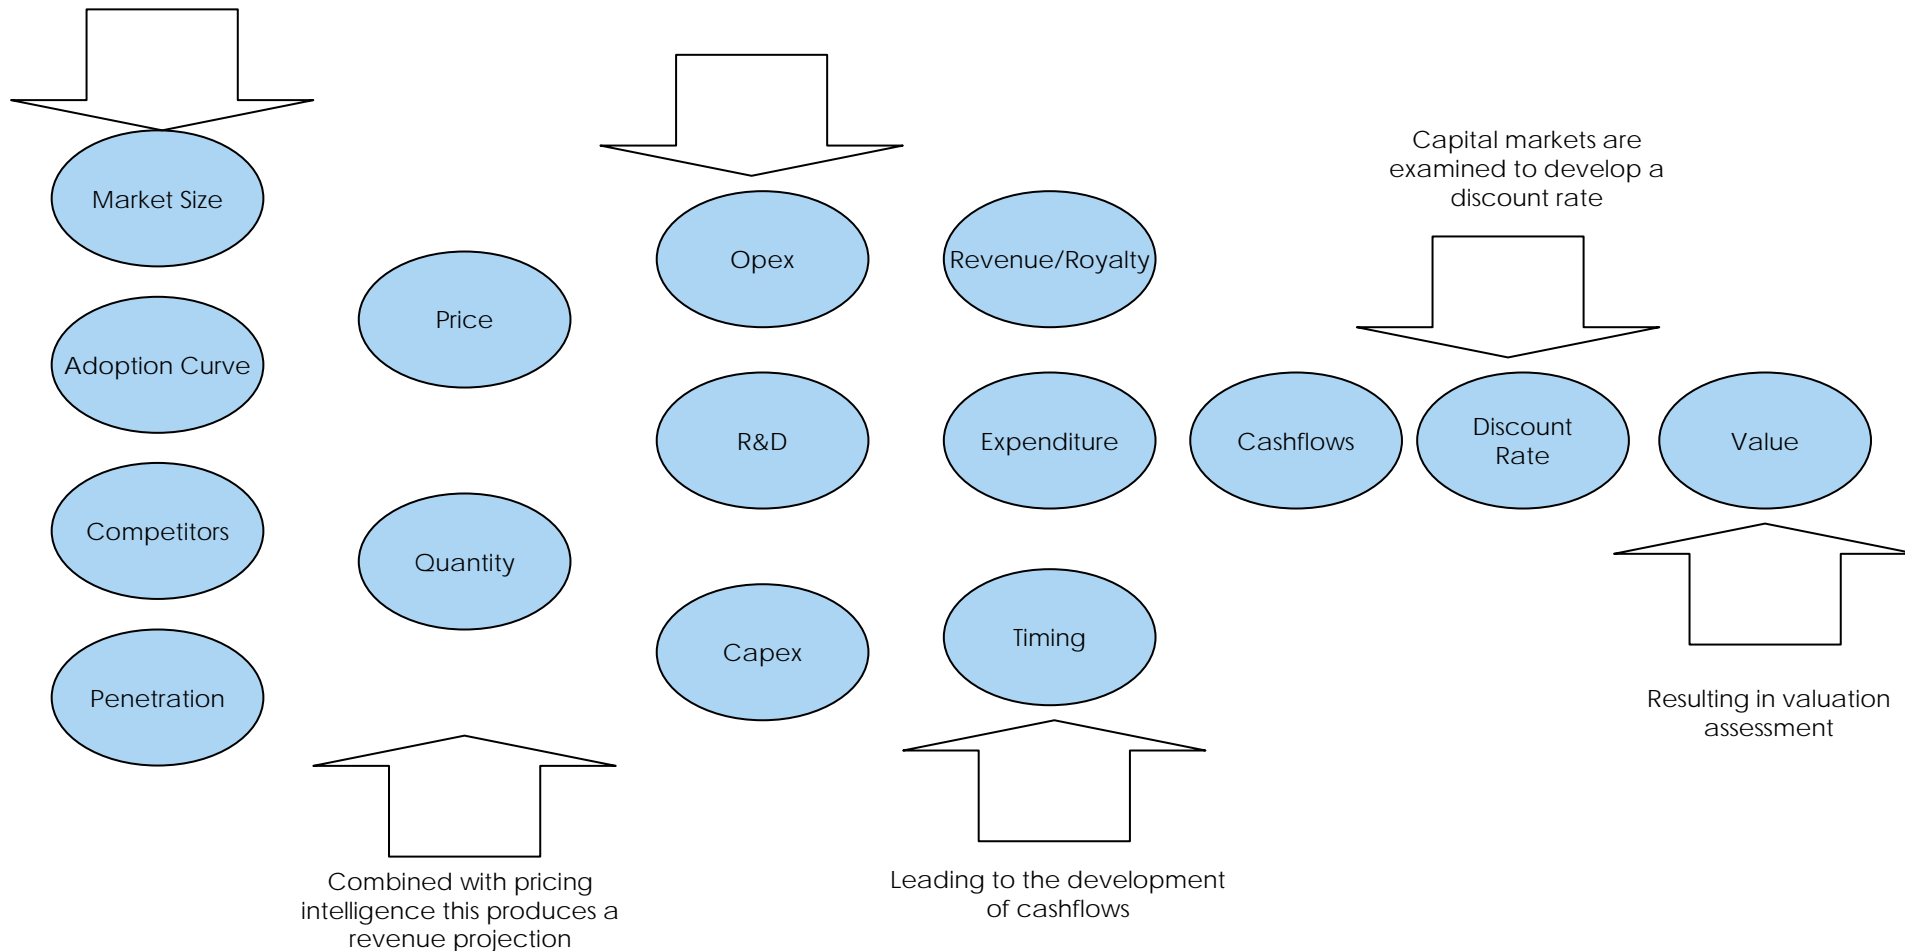 Market Size
Adoption Curve
Competitors
Penetration
Price
Quantity
Combined with pricing
intelligence this produces a
revenue projection
Opex
R&D
Capex
Revenue/Royalty
Expenditure
Timing
Leading to the development
of cashflows
Cashflows
Capital markets are
examined to develop a
discount rate
Discount
Rate
Value
Resulting in valuation
assessment